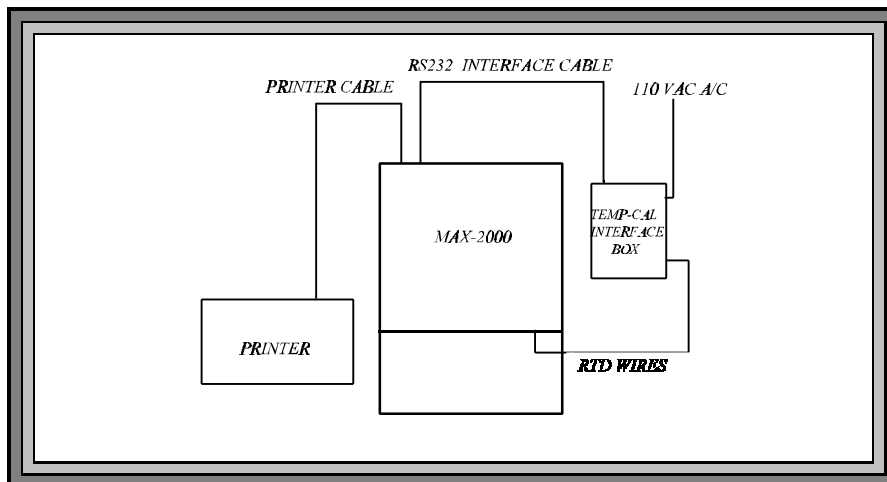 RS232 INTERFACE CABLE
PRINTER CABLE
110 VAC A/C
MAX-2000
TEMP-CAL
INTERFACE
BOX
PRINTER
RTD WIRES